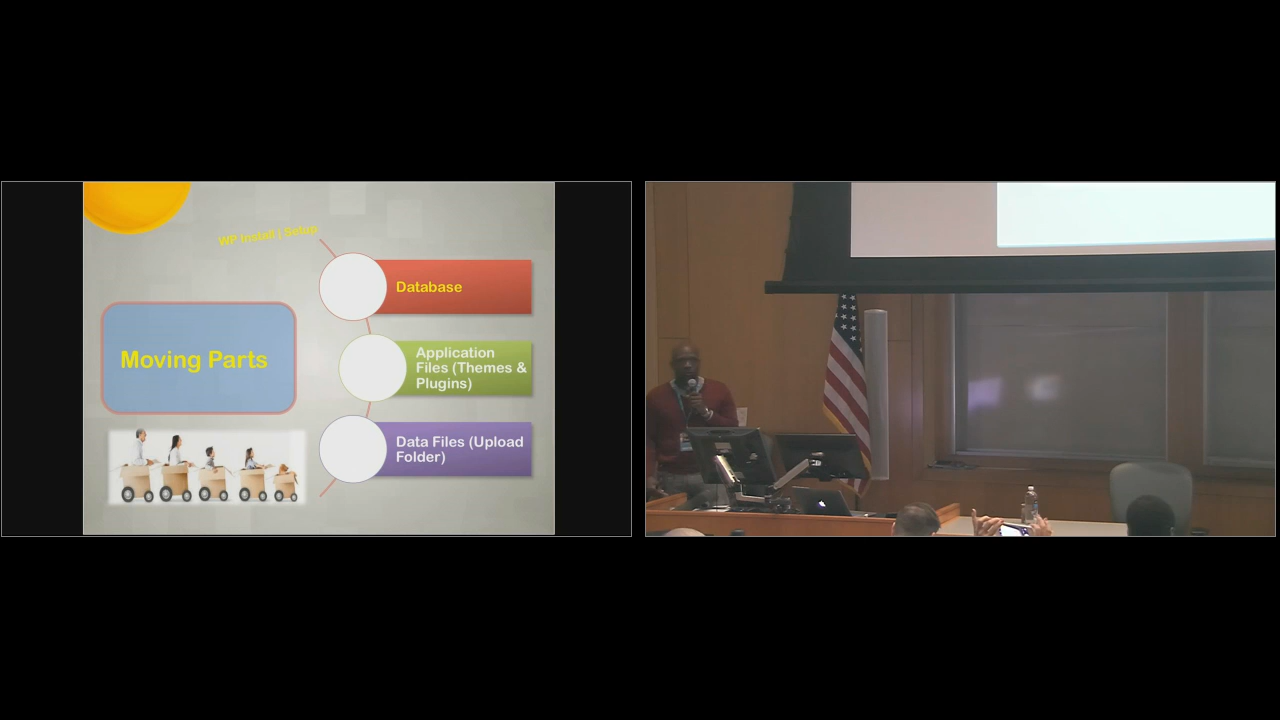 WP Install | Setup
Database
Moving Parts
Application
Files (Themes &
Plugins)
Data Files (Upload
Folder)